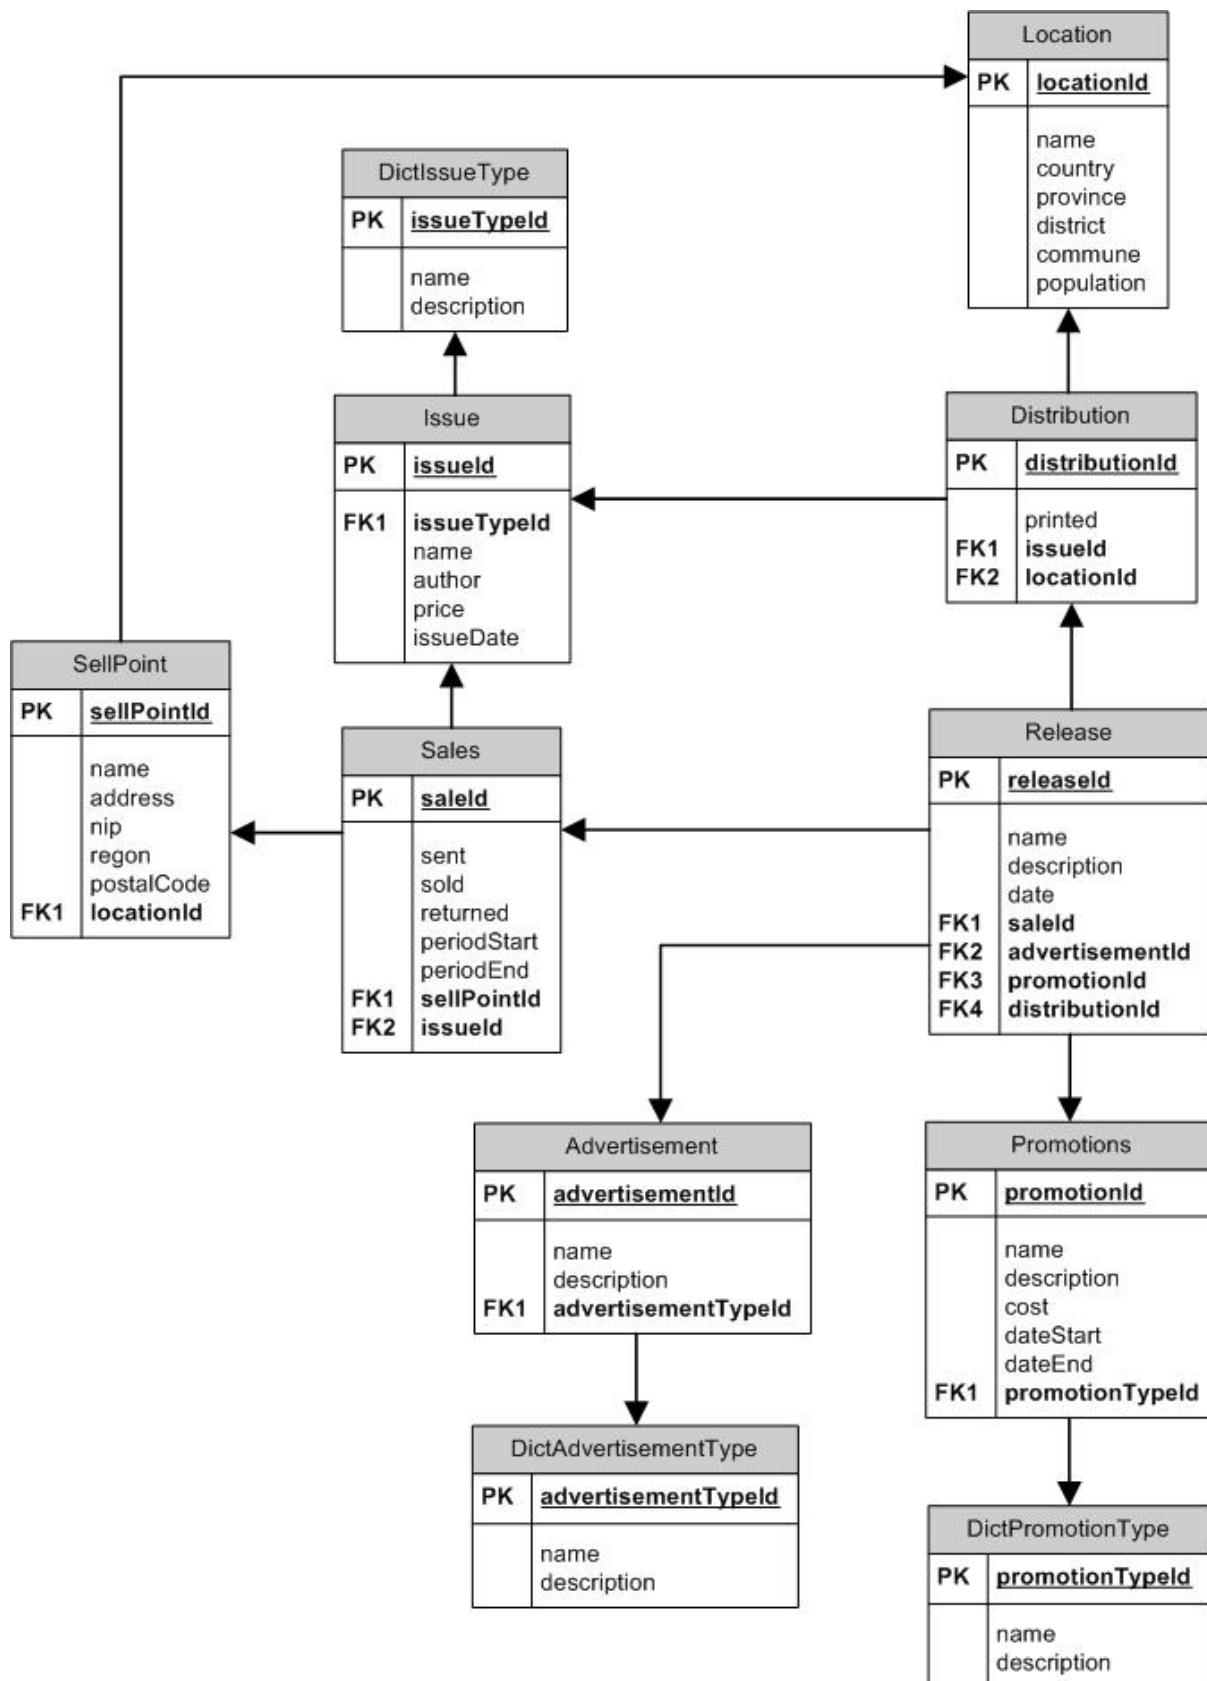 Location
PK locationId
name
country
province
district
commune
population
DictIssueType
PK issueTypeId
name
description
Issue
PK issueId
FK1 issueTypeId
name
author
price
issueDate
Distribution
PK distributionId
printed
FK1 issueId
FK2 locationId
SellPoint
PK sellPointId
name
address
nip
regon
postalCode
FK1 locationId
Sales
PK saleId
sent
sold
returned
periodStart
periodEnd
FK1 sellPointId
FK2 issueId
Release
PK releaseId
name
description
date
FK1 saleId
FK2 advertisementId
FK3 promotionId
FK4 distributionId
Advertisement
PK advertisementId
name
description
FK1 advertisementTypeId
Promotions
PK promotionId
name
description
cost
dateStart
dateEnd
FK1 promotionTypeId
DictAdvertisementType
PK advertisementTypeId
name
description
DictPromotionType
PK promotionTypeId
name
description